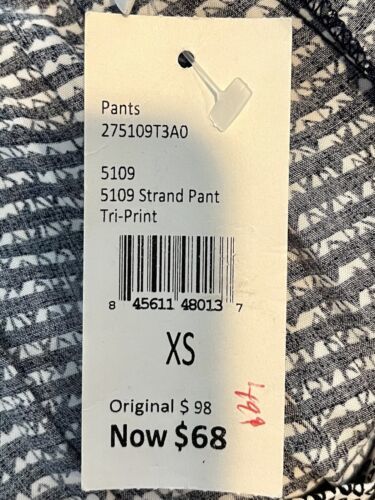 Pants
275109T3A0
5109
5109 Strand Pant
Tri-Print
8 45611 48013 7
XS
Original $ 98
Now $68